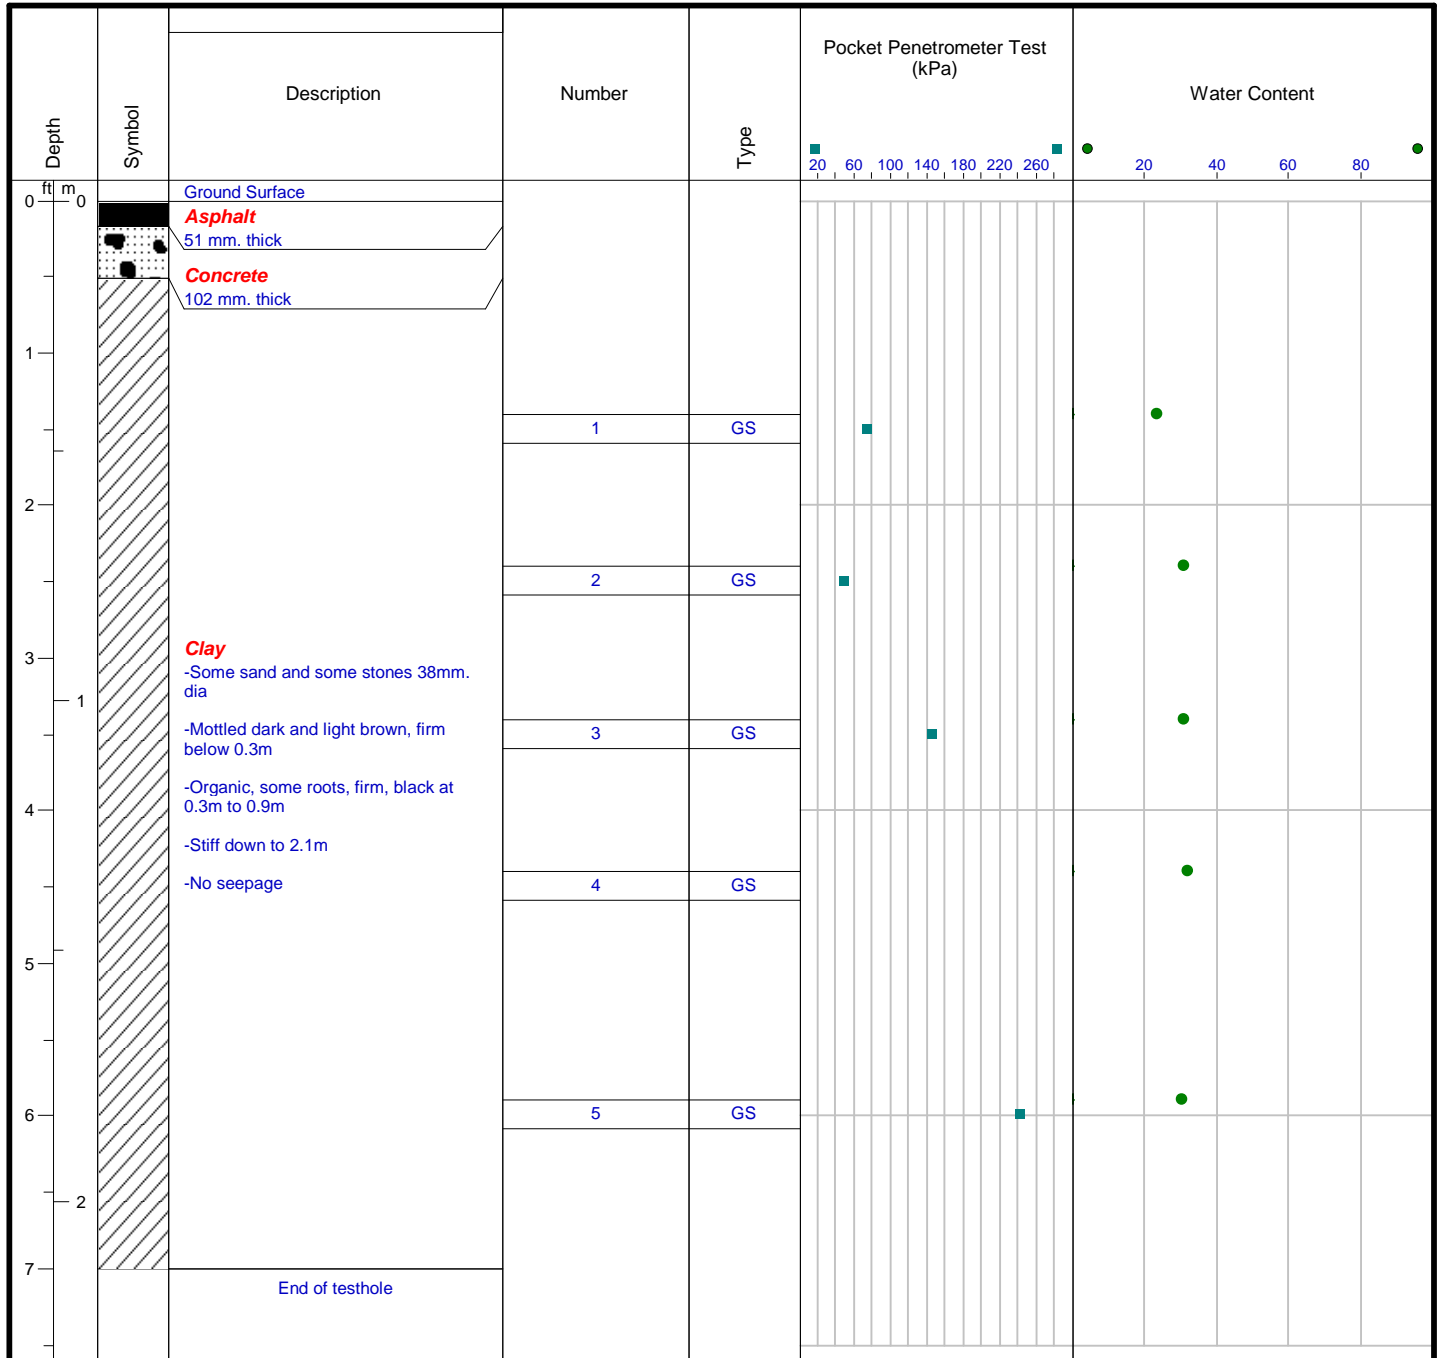 Depth
Symbol
Description
Number
Type
Pocket Penetrometer Test
(kPa)
20 60 100 140 180 220 260
Water Content
20 40 60 80
ft m
0 0
Ground Surface
Asphalt
51 mm. thick
Concrete
102 mm. thick
1
1 GS
2
2 GS
Clay
3
-Some sand and some stones 38mm.
dia
1
-Mottled dark and light brown, firm
below 0.3m
3 GS
-Organic, some roots, firm, black at
0.3m to 0.9m
4
-Stiff down to 2.1m
-No seepage
4 GS
5
6
5 GS
2
7
End of testhole